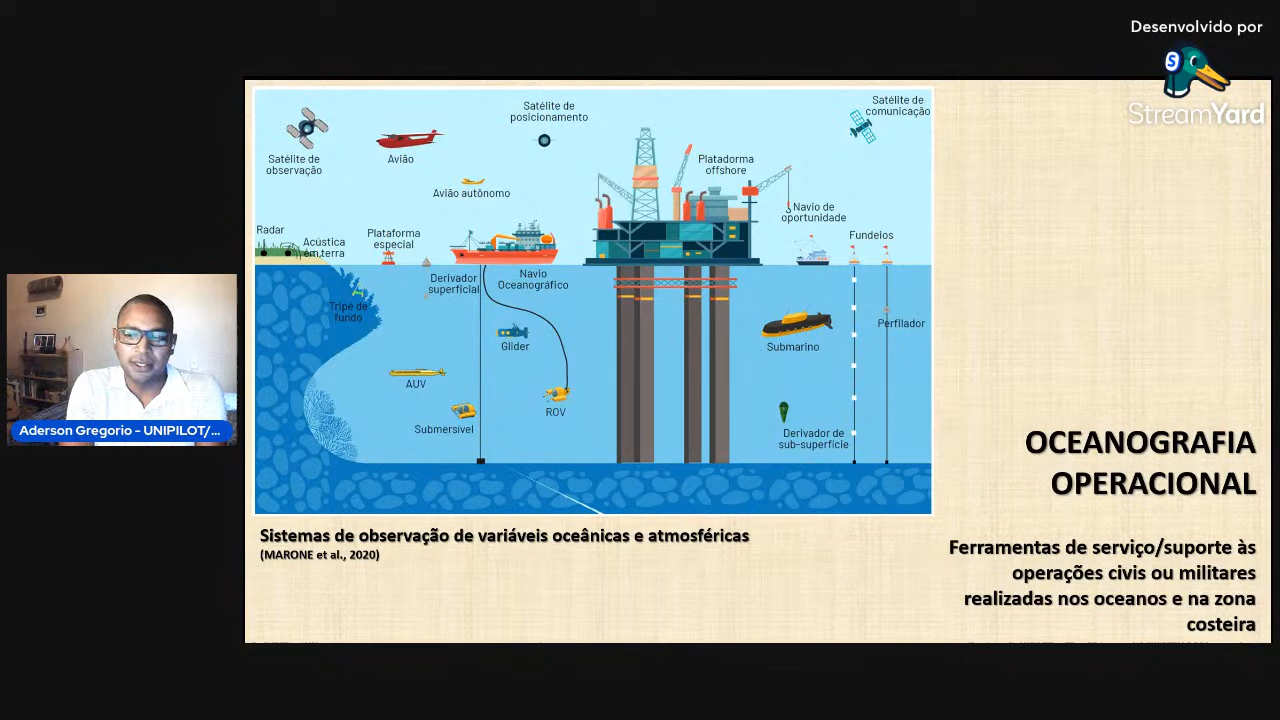 Desenvolvido por
StreamYard
Satélite de
observação
Avião
Satélite de
posicionamento
Avião autônomo
Platadorma
offshore
Satélite de
comunicação
Navio de
oportunidade
Fundeios
Radar
Acústica
em terra
Plataforma
especial
Derivador
superficial
Navio
Oceanográfico
Tripé de
fundo
Glider
AUV
Submersível
ROV
Submarino
Perfilador
Derivador de
sub-superfície
Aderson Gregorio - UNIPILOT/...
OCEANOGRAFIA
OPERACIONAL
Sistemas de observação de variáveis oceânicas e atmosféricas
(MARONE et al., 2020)
Ferramentas de serviço/suporte às
operações civis ou militares
realizadas nos oceanos e na zona
costeira